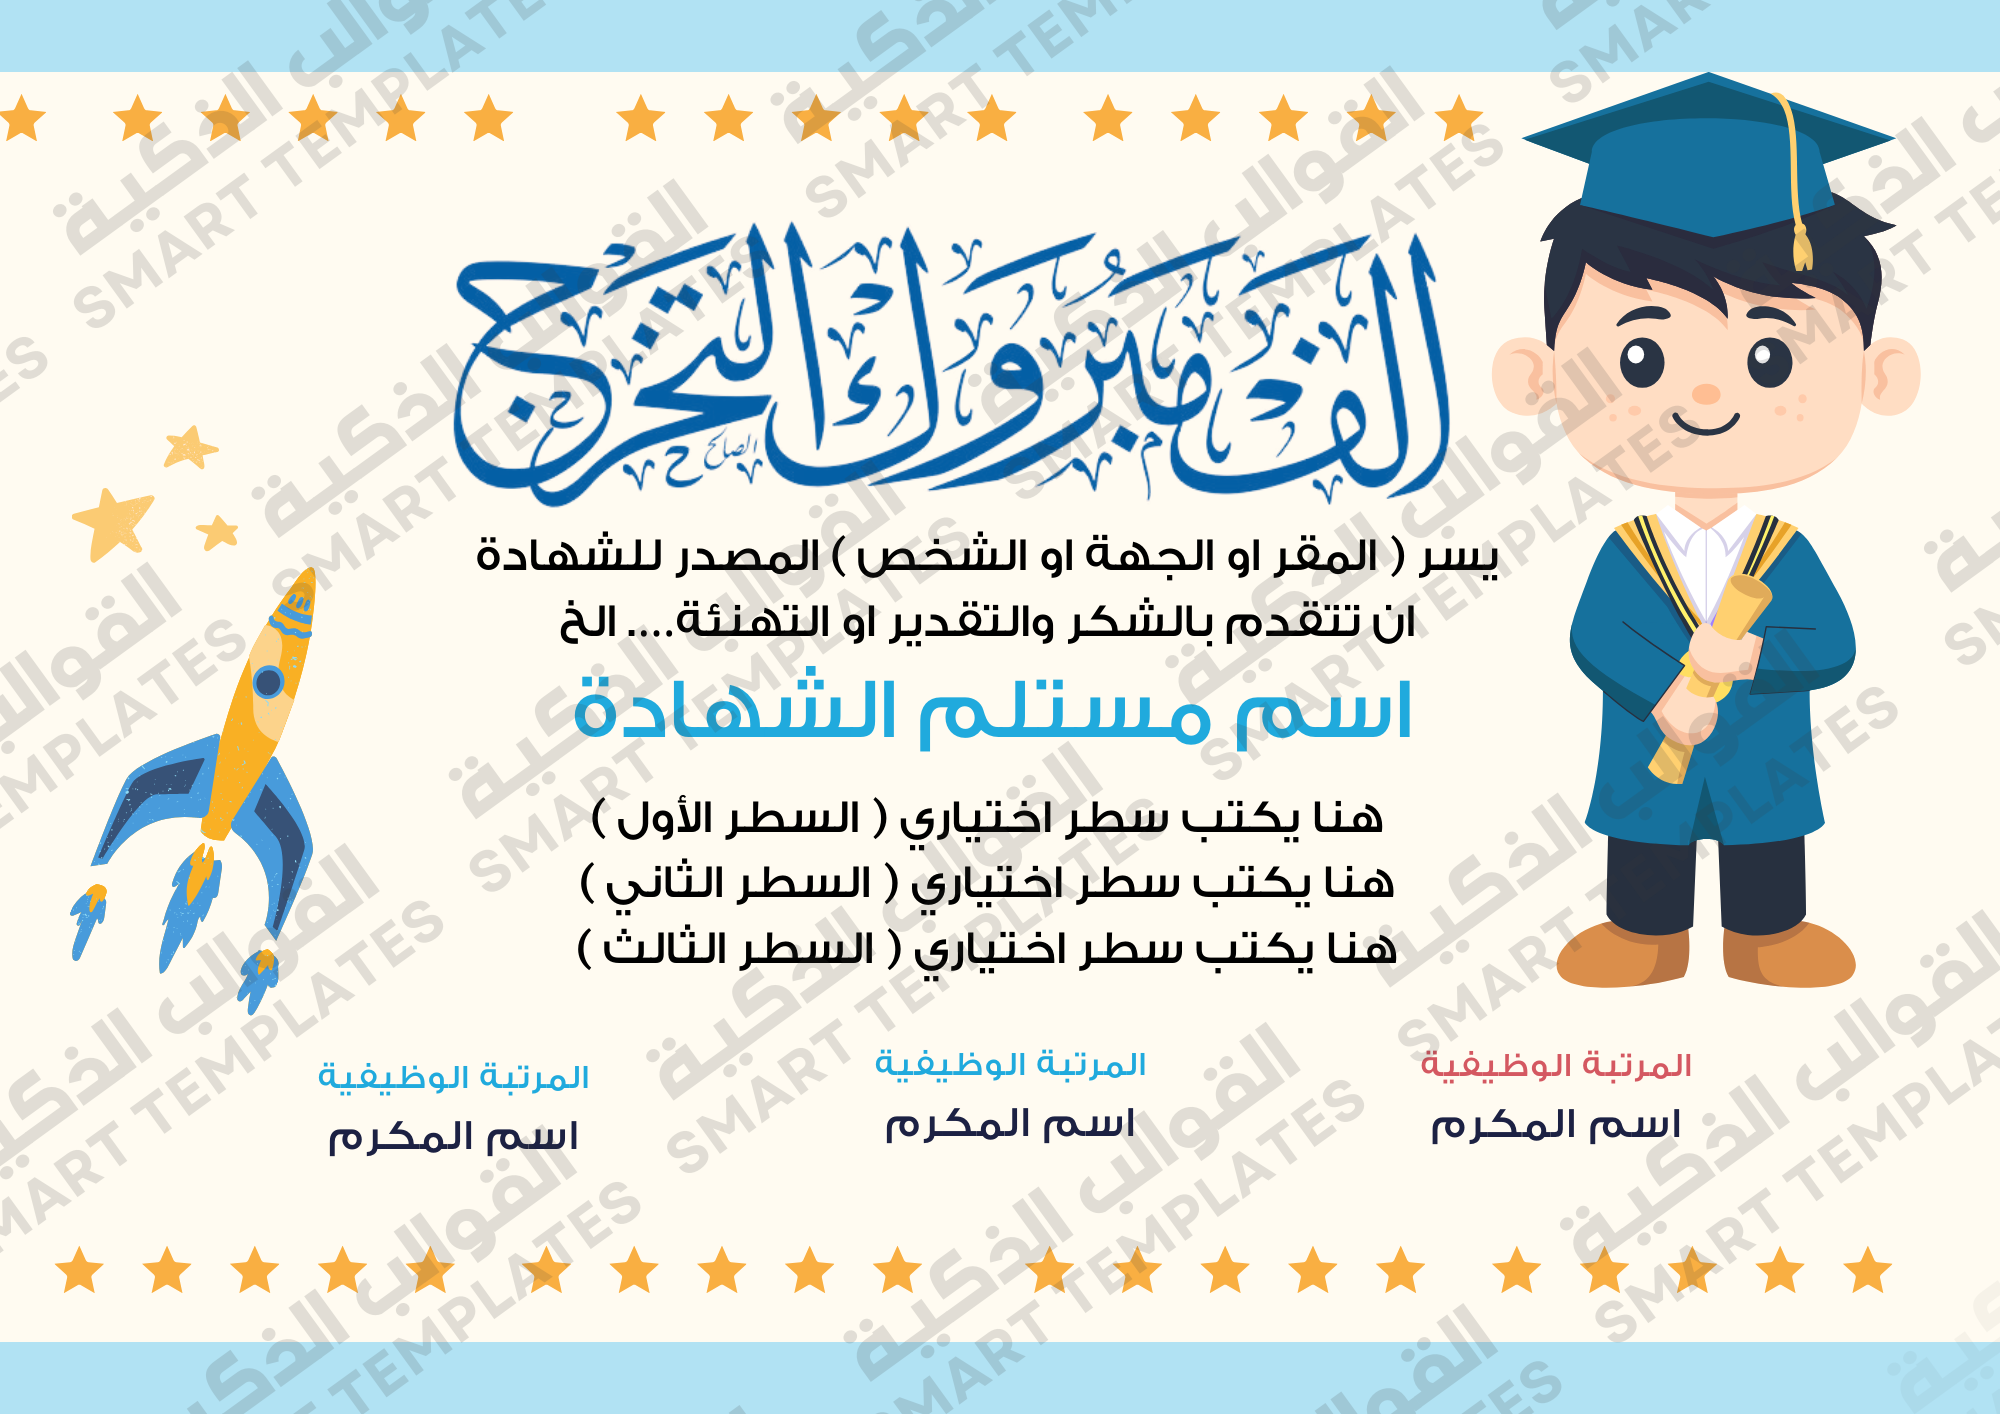 الف مبروك التخرج
الصالح
يسر ( المقر او الجهة او الشخص ) المصدر للشهادة
ان تتقدم بالشكر والتقدير او التهنئة.... الخ
اسم مستلم الشهادة
هنا يكتب سطر اختياري ( السطر الأول )
هنا يكتب سطر اختياري ( السطر الثاني )
هنا يكتب سطر اختياري ( السطر الثالث )
المرتبة الوظيفية
اسم المكرم
المرتبة الوظيفية
اسم المكرم
المرتبة الوظيفية
اسم المكرم
القوالب الذكية
SMART TEMPLATES